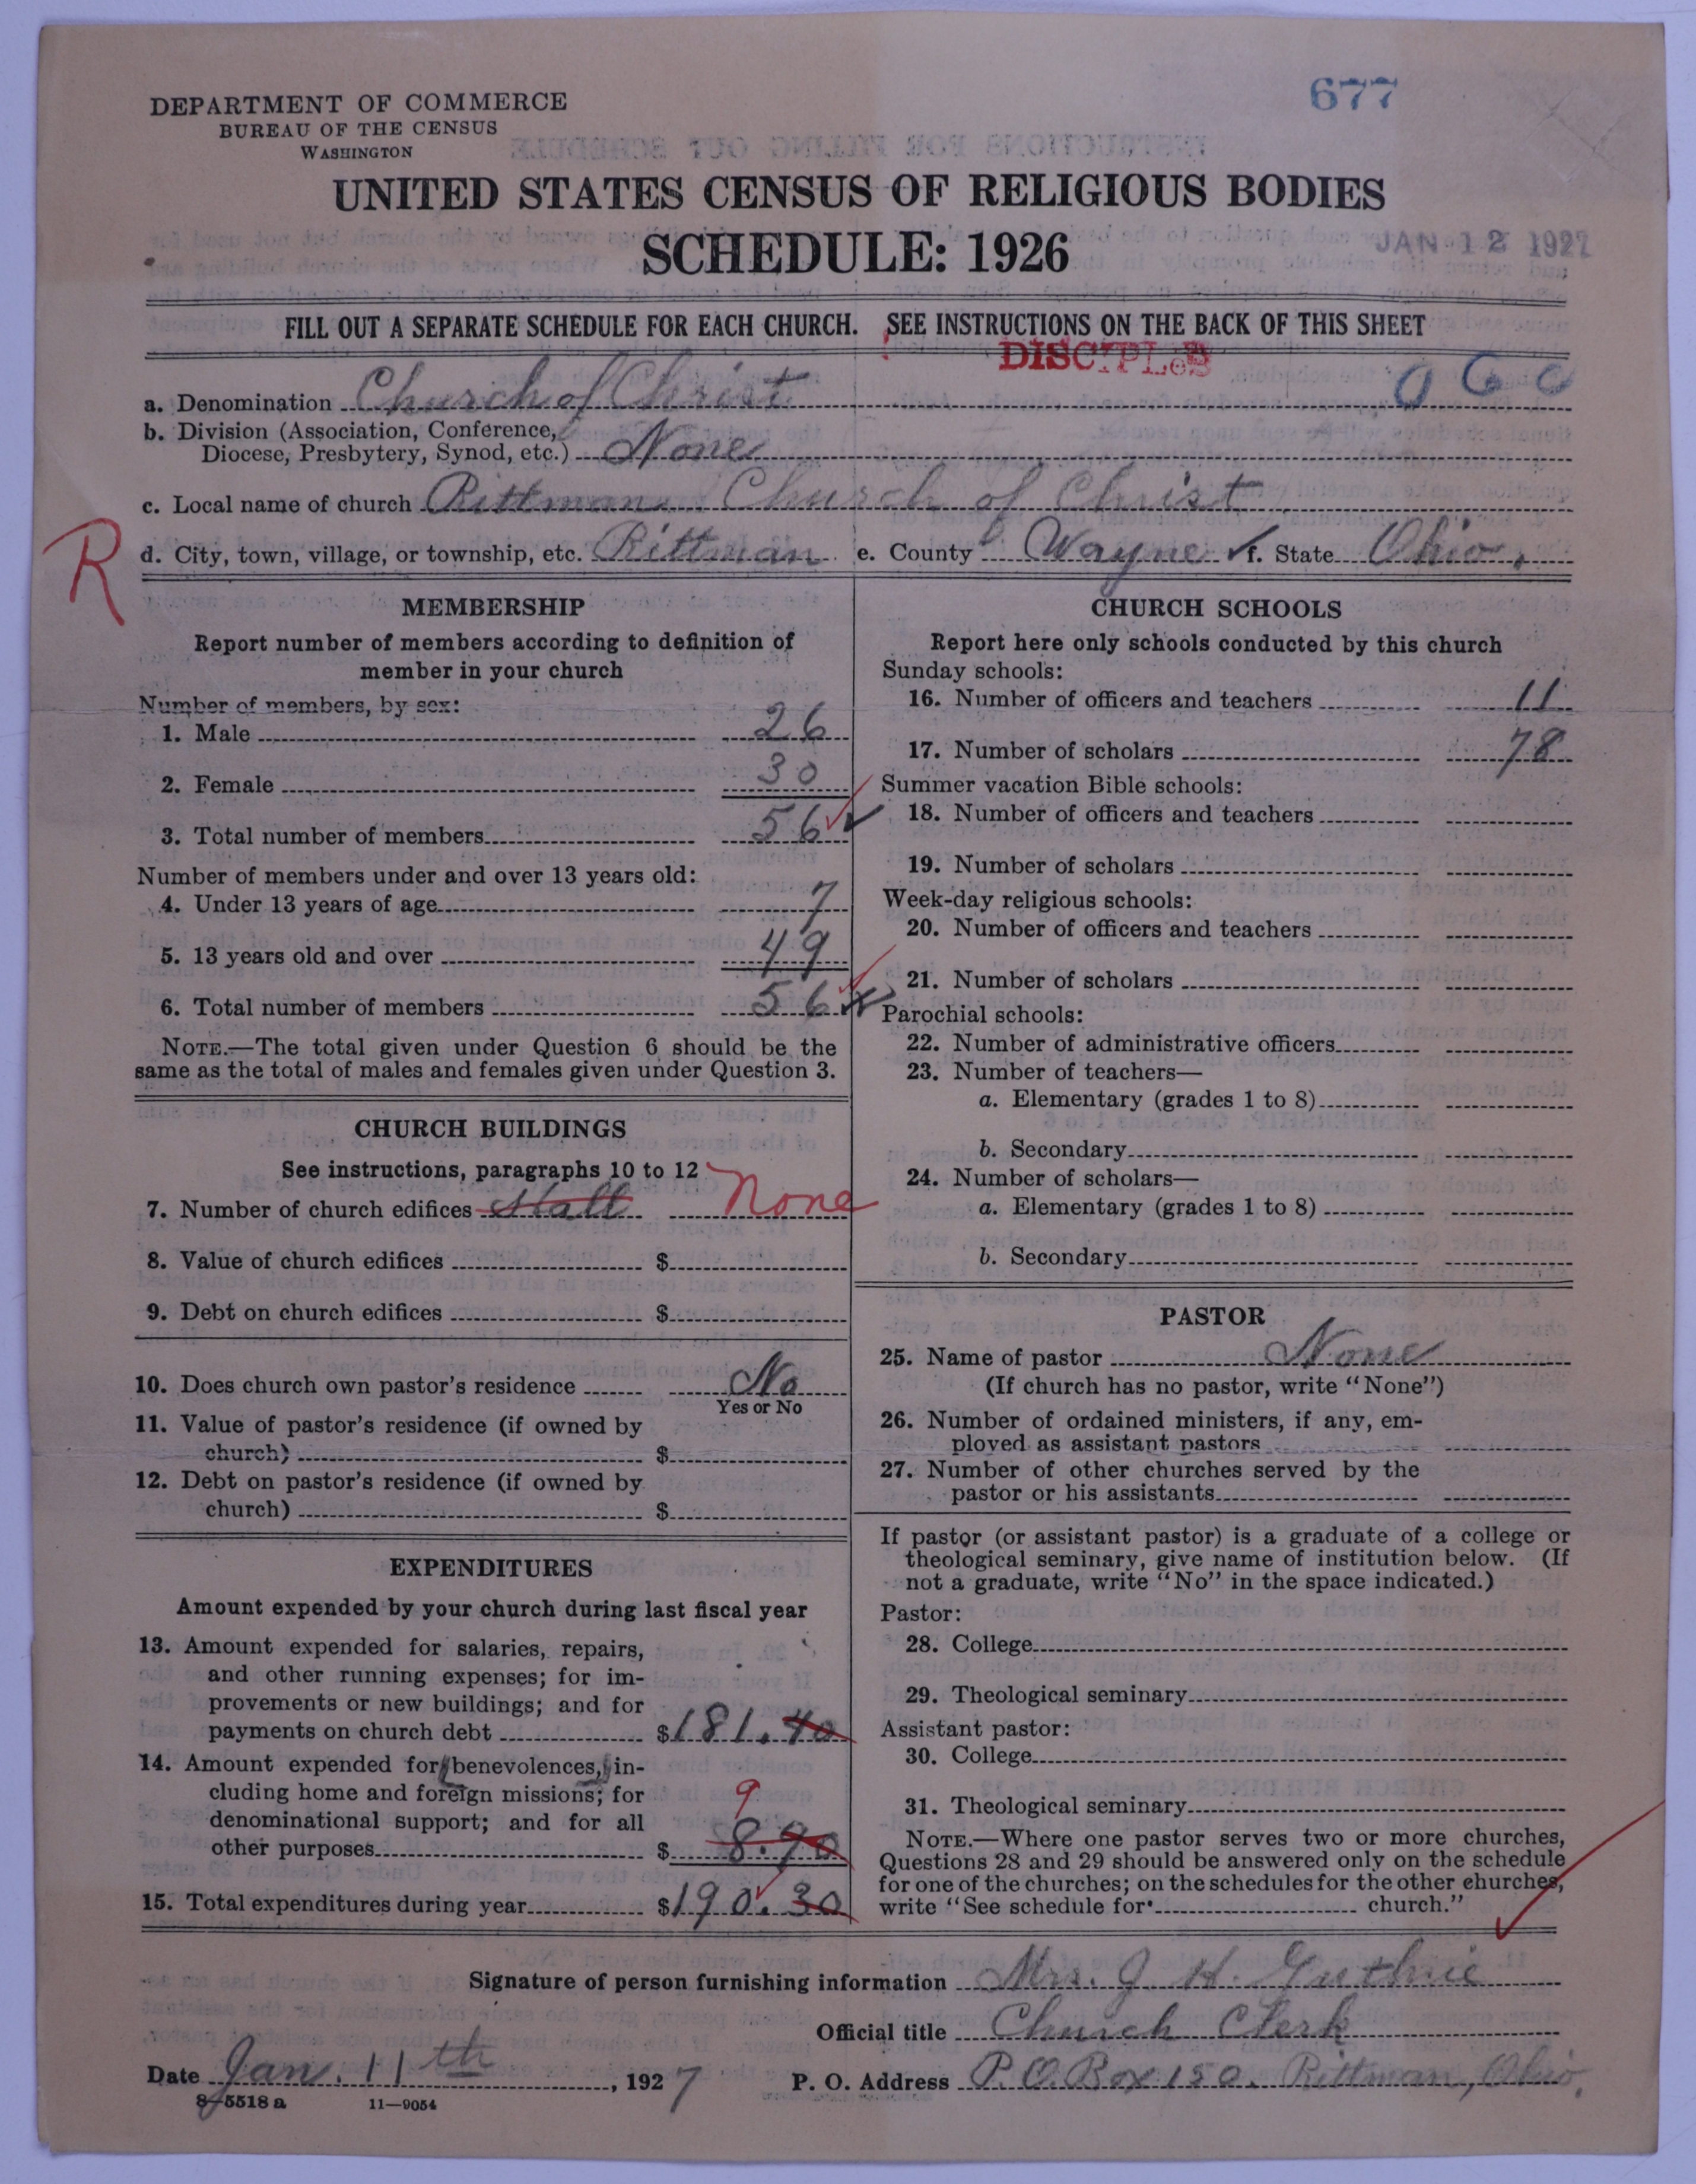 677
DEPARTMENT OF COMMERCE
BUREAU OF THE CENSUS
WASHINGTON
UNITED STATES CENSUS OF RELIGIOUS BODIES
SCHEDULE: 1926
JAN 12 1927
FILL OUT A SEPARATE SCHEDULE FOR EACH CHURCH. SEE INSTRUCTIONS ON THE BACK OF THIS SHEET
DISCIPLES
a. Denomination Church of Christ 060
b. Division (Association, Conference,
Diocese, Presbytery, Synod, etc.) None
c. Local name of church Rittman Church of Christ
R
d. City, town, village, or township, etc. Rittman e. County Wayne f. State Ohio,
MEMBERSHIP
Report number of members according to definition of
member in your church
Number of members, by sex:
1. Male 26
2. Female 30
3. Total number of members 56
Number of members under and over 13 years old:
4. Under 13 years of age 7
5. 13 years old and over 49
6. Total number of members 56
NOTE.—The total given under Question 6 should be the
same as the total of males and females given under Question 3.
CHURCH BUILDINGS
See instructions, paragraphs 10 to 12
7. Number of church edifices Hall None
8. Value of church edifices $
9. Debt on church edifices $
10. Does church own pastor's residence No
Yes or No
11. Value of pastor's residence (if owned by
church) $
12. Debt on pastor's residence (if owned by
church) $
EXPENDITURES
Amount expended by your church during last fiscal year
13. Amount expended for salaries, repairs,
and other running expenses; for im-
provements or new buildings; and for
payments on church debt $181.40
14. Amount expended for benevolences, in-
cluding home and foreign missions; for
denominational support; and for all
9
other purposes $ 8.90
15. Total expenditures during year $190.30
CHURCH SCHOOLS
Report here only schools conducted by this church
Sunday schools:
16. Number of officers and teachers 11
17. Number of scholars 78
Summer vacation Bible schools:
18. Number of officers and teachers
19. Number of scholars
Week-day religious schools:
20. Number of officers and teachers
21. Number of scholars
Parochial schools:
22. Number of administrative officers
23. Number of teachers—
a. Elementary (grades 1 to 8)
b. Secondary
24. Number of scholars—
a. Elementary (grades 1 to 8)
b. Secondary
PASTOR
25. Name of pastor None
(If church has no pastor, write "None")
26. Number of ordained ministers, if any, em-
ployed as assistant pastors
27. Number of other churches served by the
pastor or his assistants
If pastor (or assistant pastor) is a graduate of a college or
theological seminary, give name of institution below. (If
not a graduate, write "No" in the space indicated.)
Pastor:
28. College
29. Theological seminary
Assistant pastor:
30. College
31. Theological seminary
NOTE.—Where one pastor serves two or more churches,
Questions 28 and 29 should be answered only on the schedule
for one of the churches; on the schedules for the other churches,
write "See schedule for church."
Signature of person furnishing information Mrs. J. H. Guthrie
Official title Church Clerk
Date Jan. 11th, 1927 P. O. Address P.O. Box 150. Rittman, Ohio.
8-5518 a 11—9054